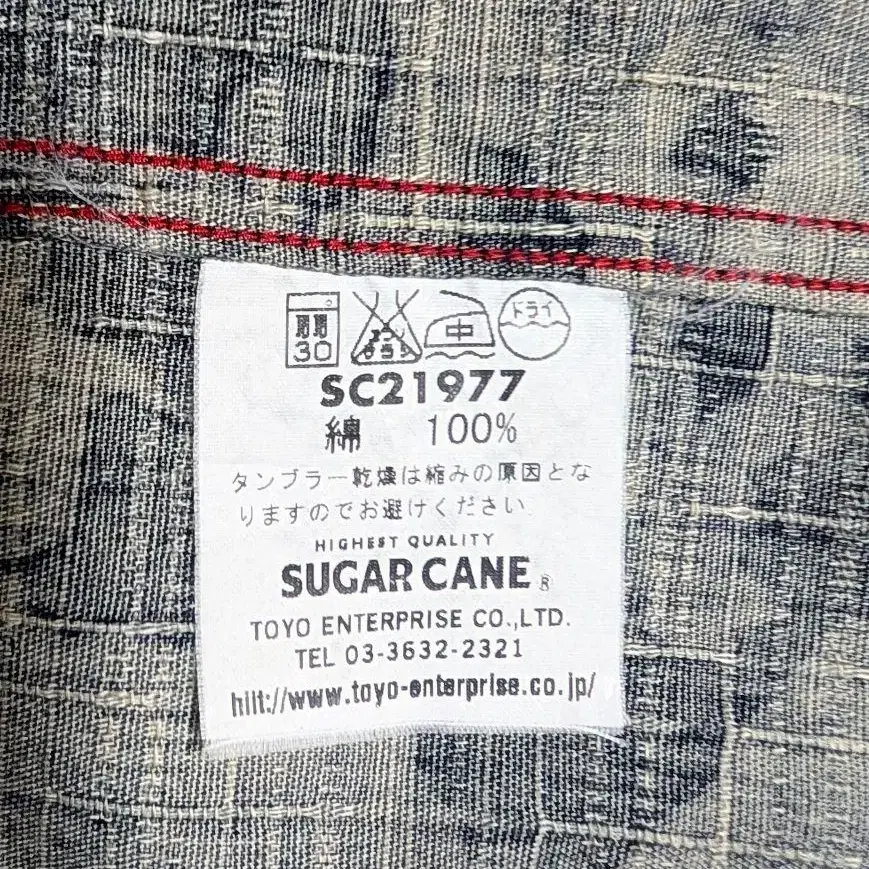 30 中 ドライ
SC21977
綿 100%
タンブラー乾燥は縮みの原因とな
りますのでお避けください
HIGHEST QUALITY
SUGAR CANE ®
TOYO ENTERPRISE CO.,LTD.
TEL 03-3632-2321
hilt://www.toyo-enterprise.co.jp/